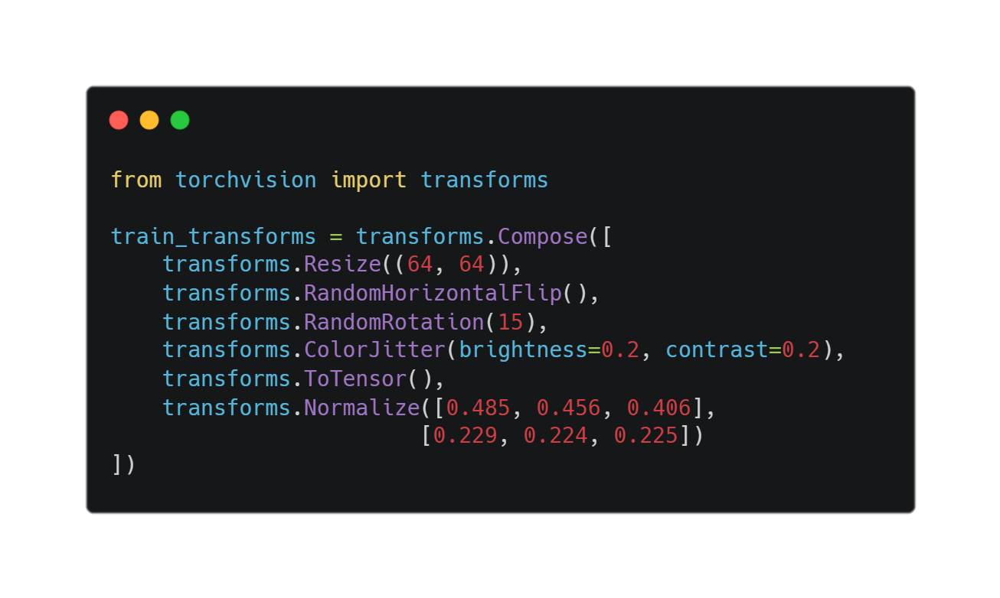 from torchvision import transforms

train_transforms = transforms.Compose([
    transforms.Resize((64, 64)),
    transforms.RandomHorizontalFlip(),
    transforms.RandomRotation(15),
    transforms.ColorJitter(brightness=0.2, contrast=0.2),
    transforms.ToTensor(),
    transforms.Normalize([0.485, 0.456, 0.406],
                        [0.229, 0.224, 0.225])
])